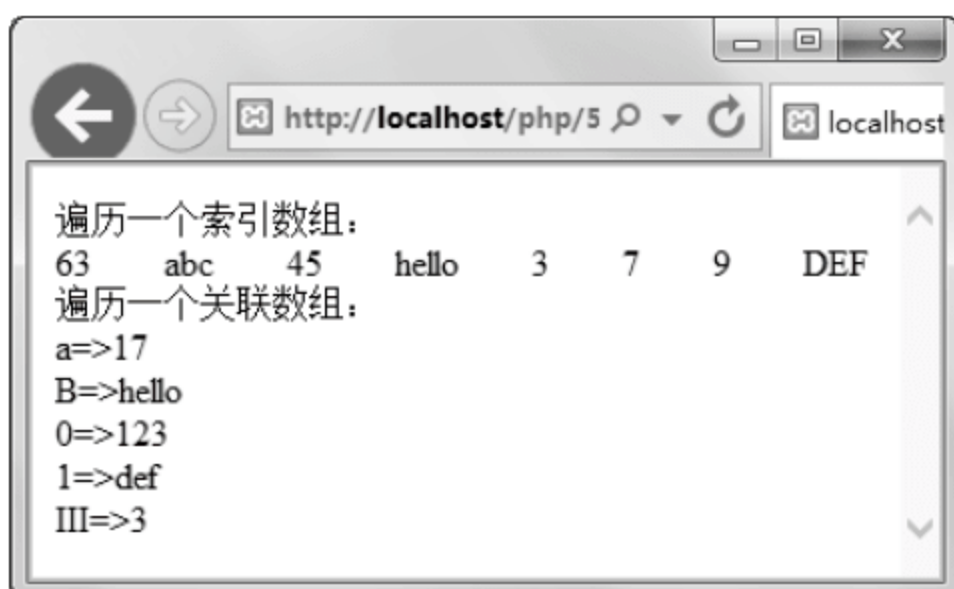 http://localhost/php/5
localhost
遍历一个索引数组：
63 abc 45 hello 3 7 9 DEF
遍历一个关联数组：
a=>17
B=>hello
0=>123
1=>def
III=>3